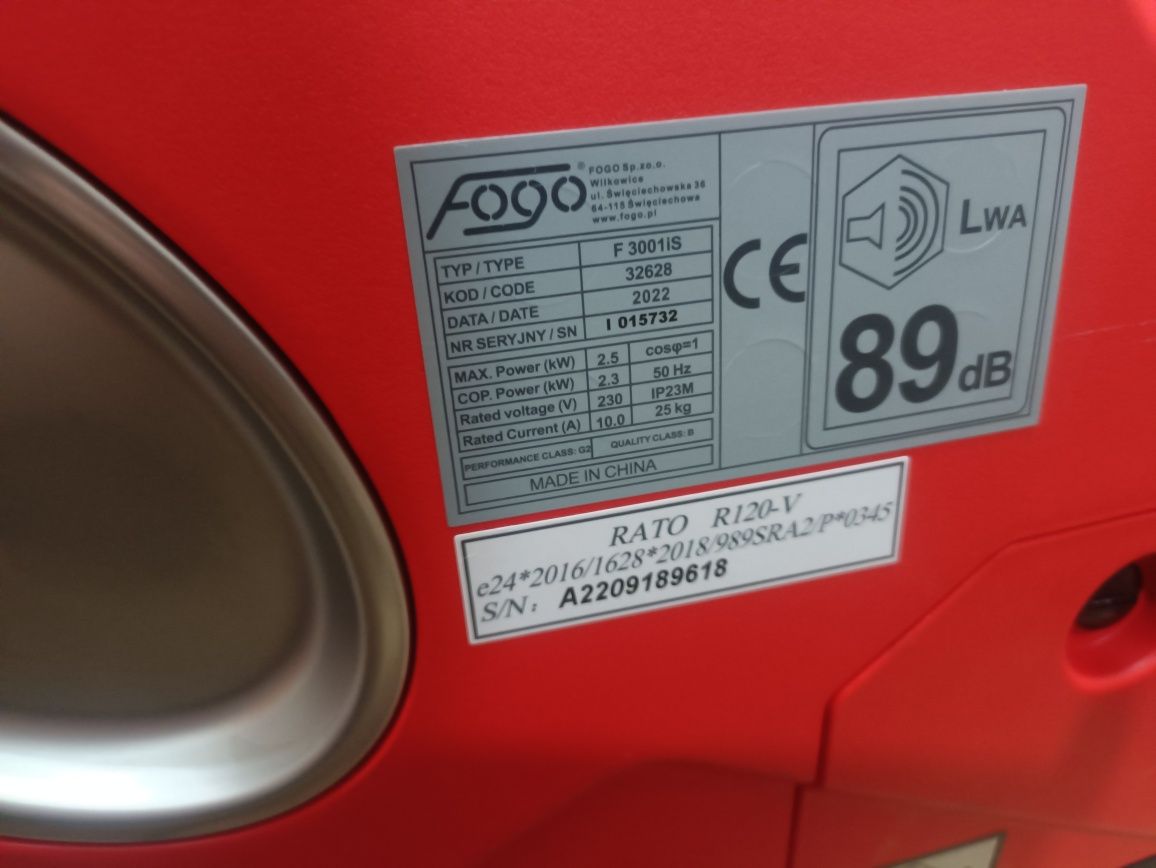 FOGO®
FOGO Sp.zo.o.
Wilkowice
ul. Święciechowska 36
64-115 Święciechowa
www.fogo.pl
TYP / TYPE F 3001iS
KOD / CODE 32628
DATA / DATE 2022
NR SERYJNY / SN I 015732
MAX. Power (kW) 2.5 cosφ=1
COP. Power (kW) 2.3 50 Hz
Rated voltage (V) 230 IP23M
Rated Current (A) 10.0 25 kg
PERFORMANCE CLASS: G2 QUALITY CLASS: B
MADE IN CHINA
CE
LWA
89 dB
RATO R120-V
e24*2016/1628*2018/989SRA2/P*0345
S/N： A2209189618